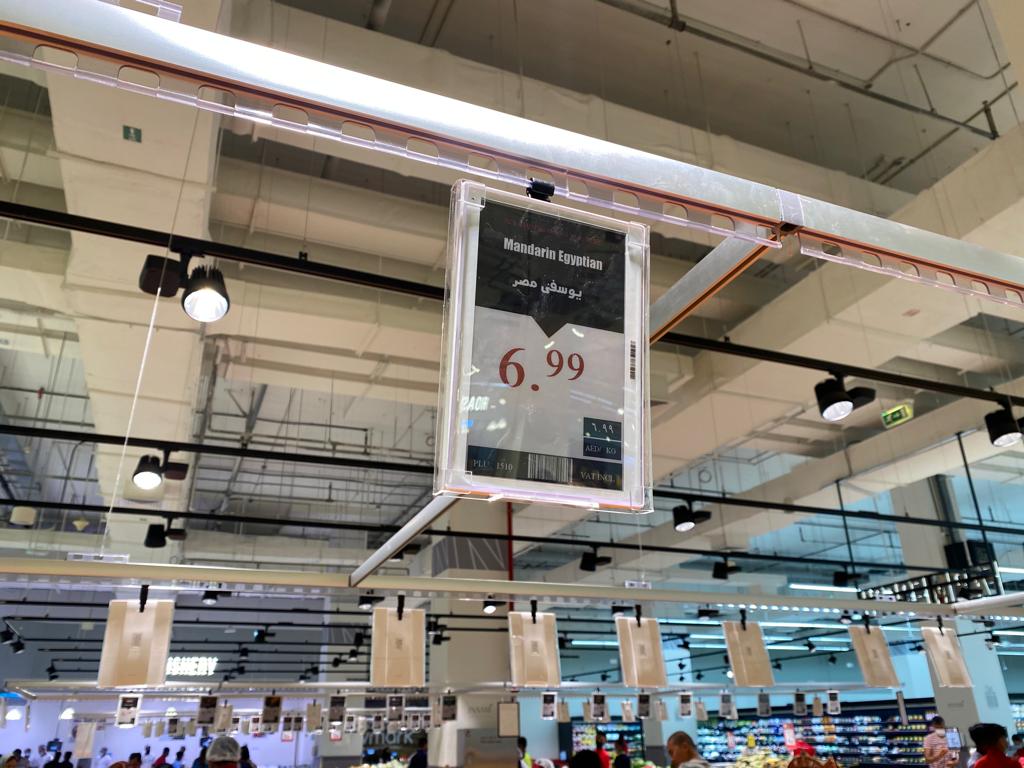 Mandarin Egyptian
يوسفي مصر
6.99
٦.٩٩
AED/ KG
PLU 1510
VAT INCL